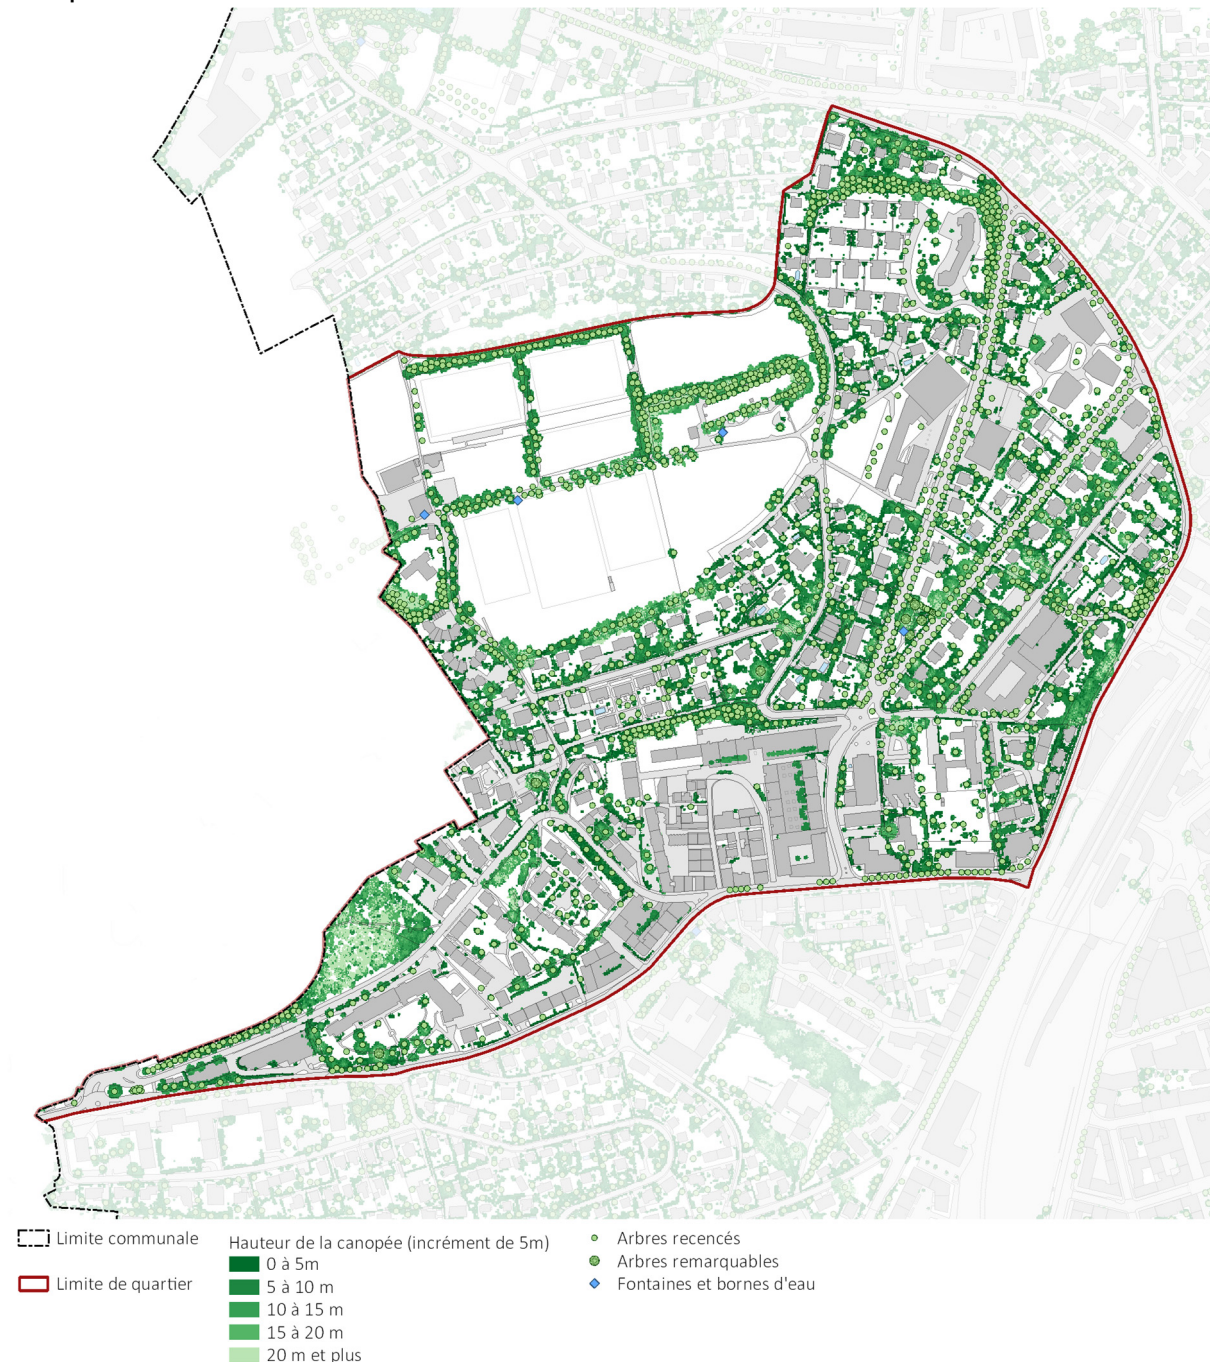 Limite communale
Limite de quartier
Hauteur de la canopée (incrément de 5m)
0 à 5m
5 à 10 m
10 à 15 m
15 à 20 m
20 m et plus
Arbres recencés
Arbres remarquables
Fontaines et bornes d'eau